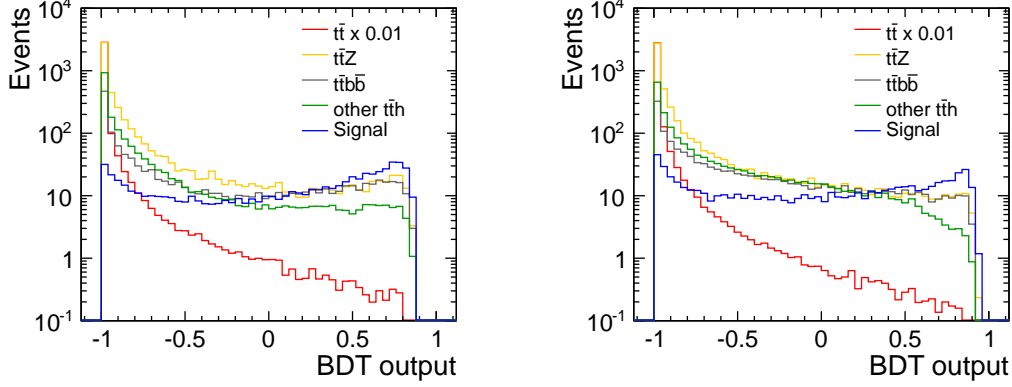 Events
10⁴
10³
10²
10
1
10⁻¹
tt̄ x 0.01
tt̄Z
tt̄bb̄
other tt̄h
Signal
-1 -0.5 0 0.5 1
BDT output
Events
10⁴
10³
10²
10
1
10⁻¹
tt̄ x 0.01
tt̄Z
tt̄bb̄
other tt̄h
Signal
-1 -0.5 0 0.5 1
BDT output